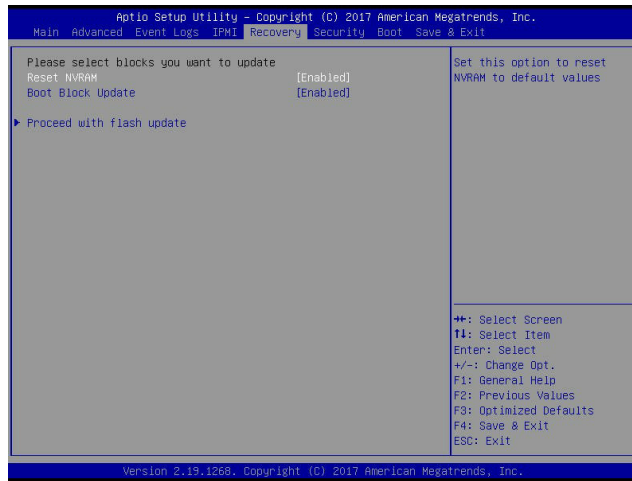 Aptio Setup Utility – Copyright (C) 2017 American Megatrends, Inc.
Main Advanced Event Logs IPMI Recovery Security Boot Save & Exit
Please select blocks you want to update
Reset NVRAM [Enabled]
Boot Block Update [Enabled]
▶ Proceed with flash update
Set this option to reset
NVRAM to default values
→←: Select Screen
↑↓: Select Item
Enter: Select
+/-: Change Opt.
F1: General Help
F2: Previous Values
F3: Optimized Defaults
F4: Save & Exit
ESC: Exit
Version 2.19.1268. Copyright (C) 2017 American Megatrends, Inc.